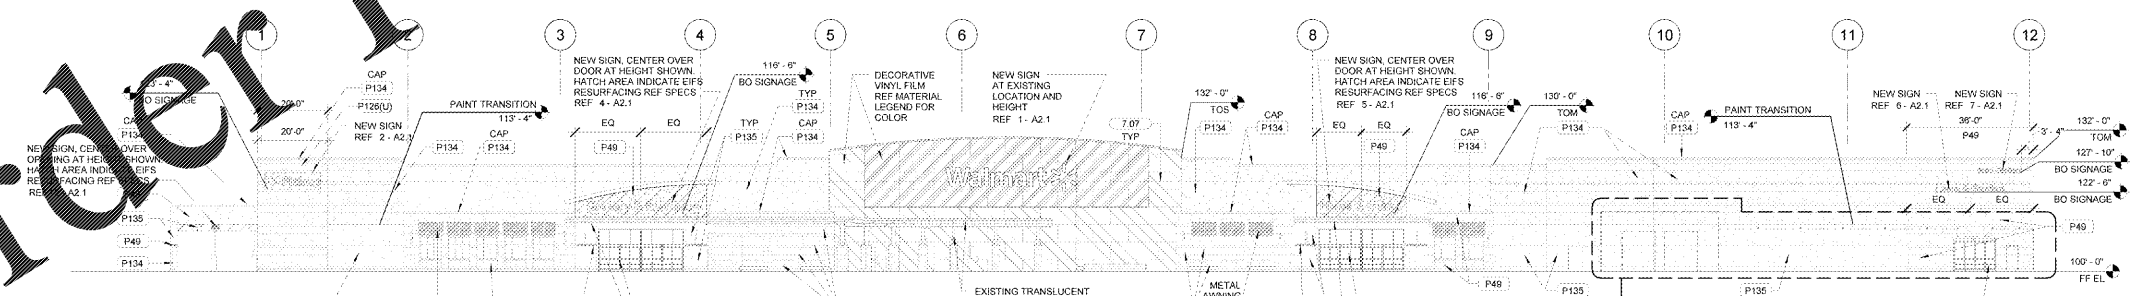 1
2
3
4
5
6
7
8
9
10
11
12
ider
BO SIGNAGE
20'-0"
20'-0"
CAP
P134
P126(U)
NEW SIGN
REF 2 - A2.1
PAINT TRANSITION
113' - 4"
P134
CAP
P134
NEW SIGN, CENTER OVER
DOOR AT HEIGHT SHOWN.
HATCH AREA INDICATE EIFS
RESURFACING REF SPECS
REF 4 - A2.1
EQ
EQ
P49
116' - 6"
BO SIGNAGE
TYP
P134
TYP
P135
CAP
P134
DECORATIVE
VINYL FILM
REF MATERIAL
LEGEND FOR
COLOR
NEW SIGN
AT EXISTING
LOCATION AND
HEIGHT
REF 1 - A2.1
7.07
TYP
132' - 0"
TOS
P134
CAP
P134
NEW SIGN, CENTER OVER
DOOR AT HEIGHT SHOWN.
HATCH AREA INDICATE EIFS
RESURFACING REF SPECS
REF 5 - A2.1
EQ
EQ
P49
116' - 6"
BO SIGNAGE
CAP
P134
130' - 0"
TOM
P134
CAP
P134
PAINT TRANSITION
113' - 4"
NEW SIGN
REF 6 - A2.1
NEW SIGN
REF 7 - A2.1
36'-0"
P49
3' - 4"
132' - 0"
TOM
127' - 10"
BO SIGNAGE
122' - 6"
BO SIGNAGE
EQ
EQ
P49
100' - 0"
FF EL
P135
P49
P134
Walmart
EXISTING TRANSLUCENT
METAL
AWNING
P49
P135
P135